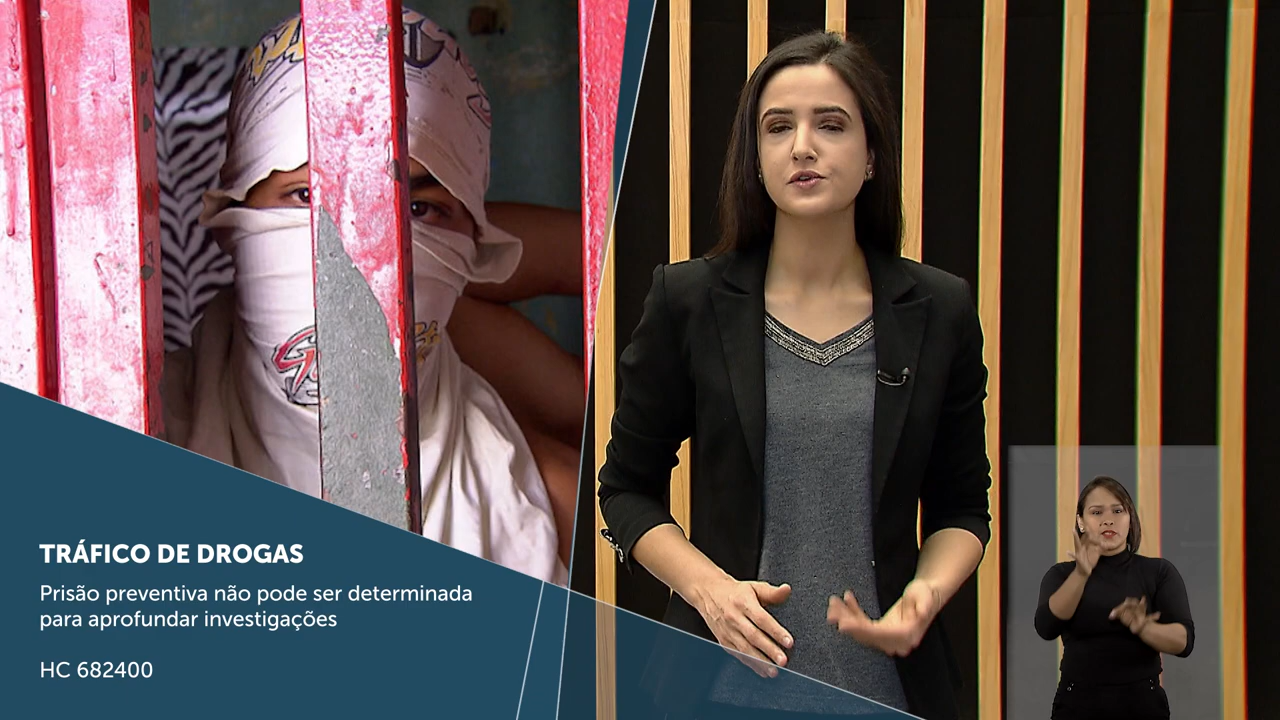 TRÁFICO DE DROGAS
Prisão preventiva não pode ser determinada
para aprofundar investigações
HC 682400